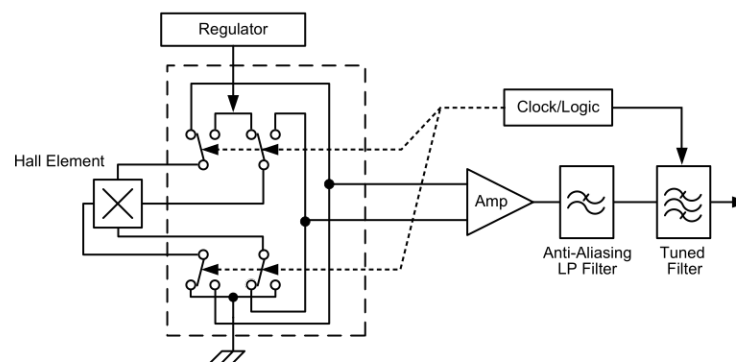 Regulator
Clock/Logic
Hall Element
Amp
Anti-Aliasing
LP Filter
Tuned
Filter